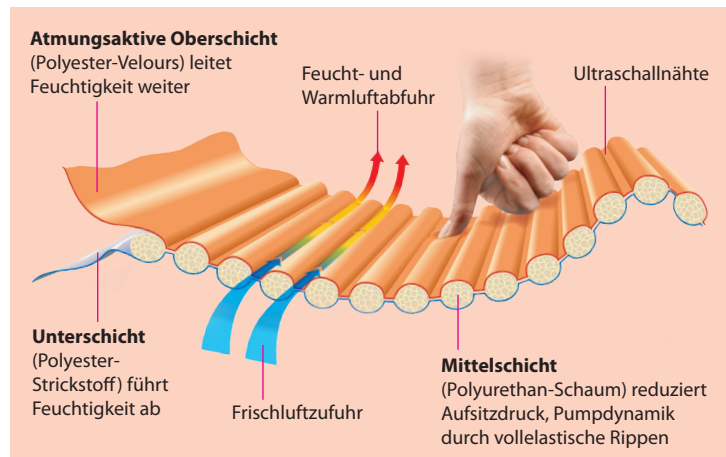 Atmungsaktive Oberschicht
(Polyester-Velours) leitet
Feuchtigkeit weiter
Feucht- und
Warmluftabfuhr
Ultraschallnähte
Unterschicht
(Polyester-
Strickstoff) führt
Feuchtigkeit ab
Frischluftzufuhr
Mittelschicht
(Polyurethan-Schaum) reduziert
Aufsitzdruck, Pumpdynamik
durch vollelastische Rippen